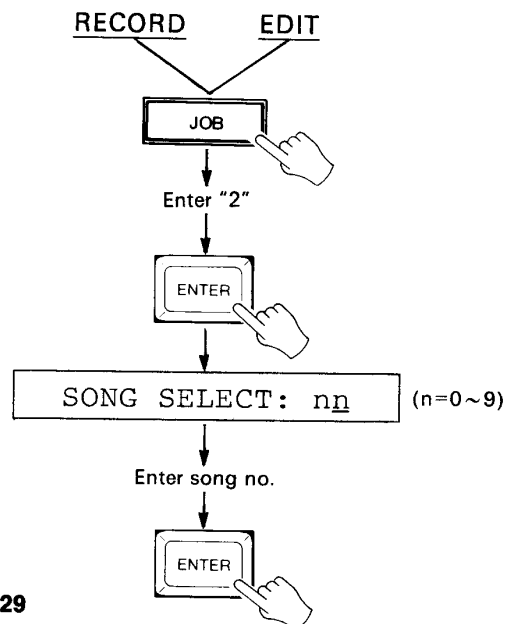 RECORD EDIT
JOB
Enter "2"
ENTER
SONG SELECT: nn (n=0~9)
Enter song no.
ENTER
29